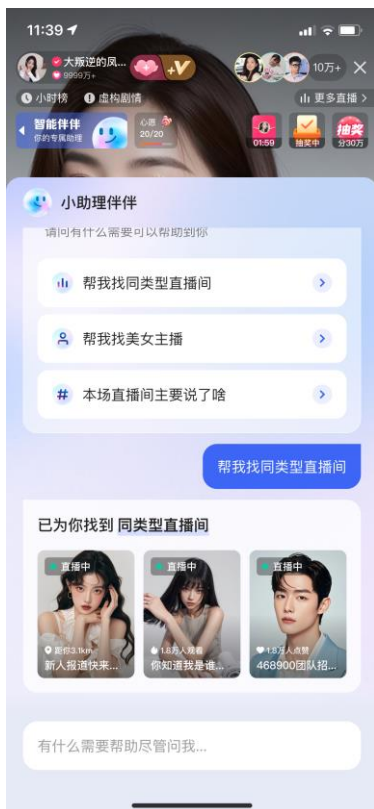 11:39
大叛逆的凤...
9999万+
+V
10万+
小时榜
虚构剧情
更多直播 >
智能伴伴
你的专属助理
心愿
20/20
01:59
抽奖中
抽奖
分30万
小助理伴伴
请问有什么需要可以帮助到你
帮我找同类型直播间
帮我找美女主播
# 本场直播间主要说了啥
帮我找同类型直播间
已为你找到 同类型直播间
直播中
直播中
直播中
距你3.1km
新人报道快来...
1.8万人观看
你知道我是谁...
1.8万人点赞
468900团队招...
有什么需要帮助尽管问我...